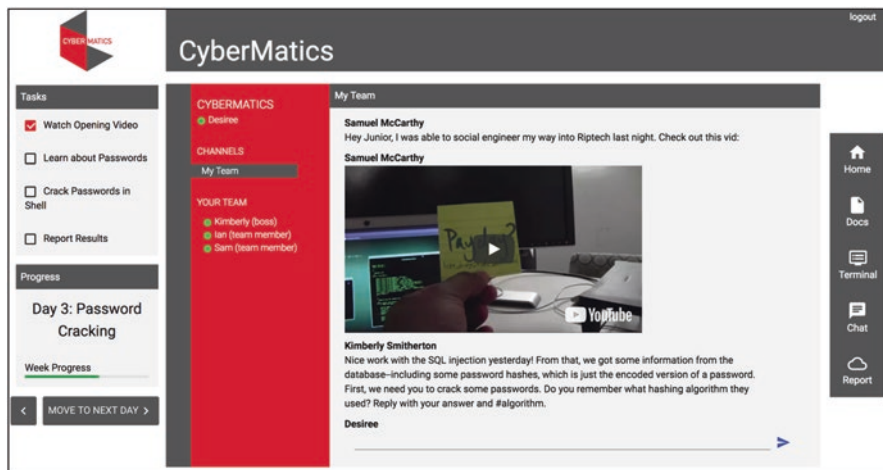 logout
CYBERMATICS
CyberMatics
Tasks
Watch Opening Video
Learn about Passwords
Crack Passwords in
Shell
Report Results
Progress
Day 3: Password
Cracking
Week Progress
MOVE TO NEXT DAY
CYBERMATICS
Desiree
CHANNELS
My Team
YOUR TEAM
Kimberly (boss)
Ian (team member)
Sam (team member)
My Team
Samuel McCarthy
Hey Junior, I was able to social engineer my way into Riptech last night. Check out this vid:
Samuel McCarthy
YopTube
Kimberly Smitherton
Nice work with the SQL injection yesterday! From that, we got some information from the
database–including some password hashes, which is just the encoded version of a password.
First, we need you to crack some passwords. Do you remember what hashing algorithm they
used? Reply with your answer and #algorithm.
Desiree
Home
Docs
Terminal
Chat
Report